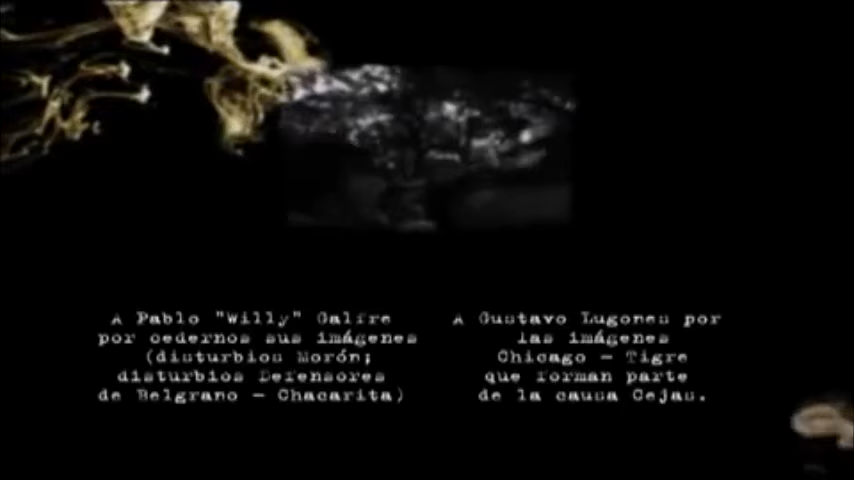 A Pablo "Willy" Galfre
por cedernos sus imágenes
(disturbios Morón;
disturbios Defensores
de Belgrano - Chacarita)
A Gustavo Lugones por
las imágenes
Chicago - Tigre
que forman parte
de la causa Cejas.